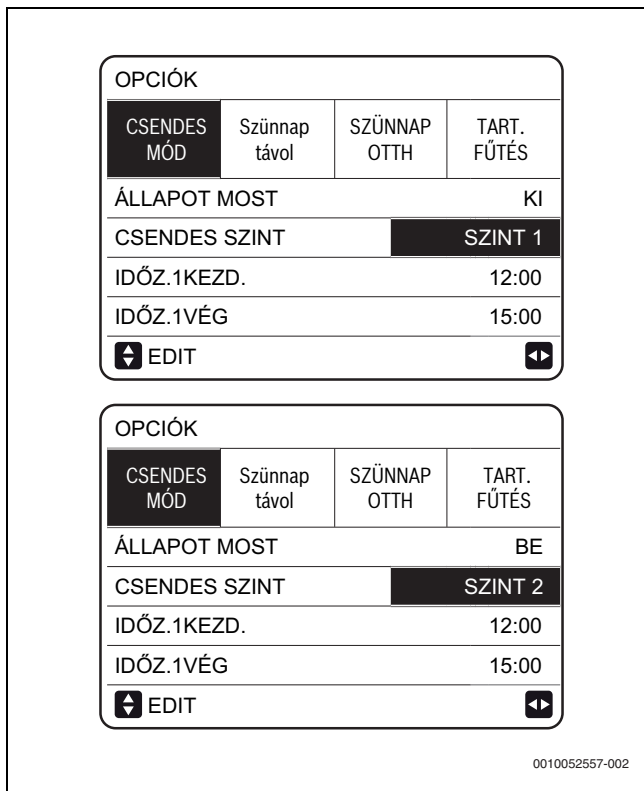 OPCIÓK
CSENDES MÓD
Szünnap távol
SZÜNNAP OTTH
TART. FŰTÉS
ÁLLAPOT MOST KI
CSENDES SZINT SZINT 1
IDŐZ.1KEZD. 12:00
IDŐZ.1VÉG 15:00
EDIT
OPCIÓK
CSENDES MÓD
Szünnap távol
SZÜNNAP OTTH
TART. FŰTÉS
ÁLLAPOT MOST BE
CSENDES SZINT SZINT 2
IDŐZ.1KEZD. 12:00
IDŐZ.1VÉG 15:00
EDIT
0010052557-002